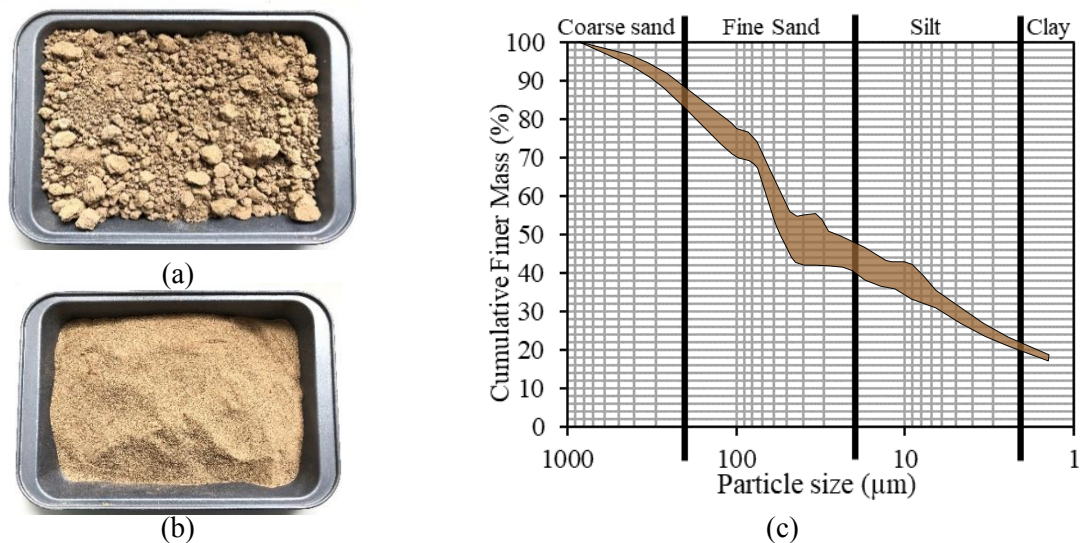 (a)
(b)
Coarse sand Fine Sand Silt Clay
Cumulative Finer Mass (%)
100
90
80
70
60
50
40
30
20
10
0
1000 100 10 1
Particle size (μm)
(c)